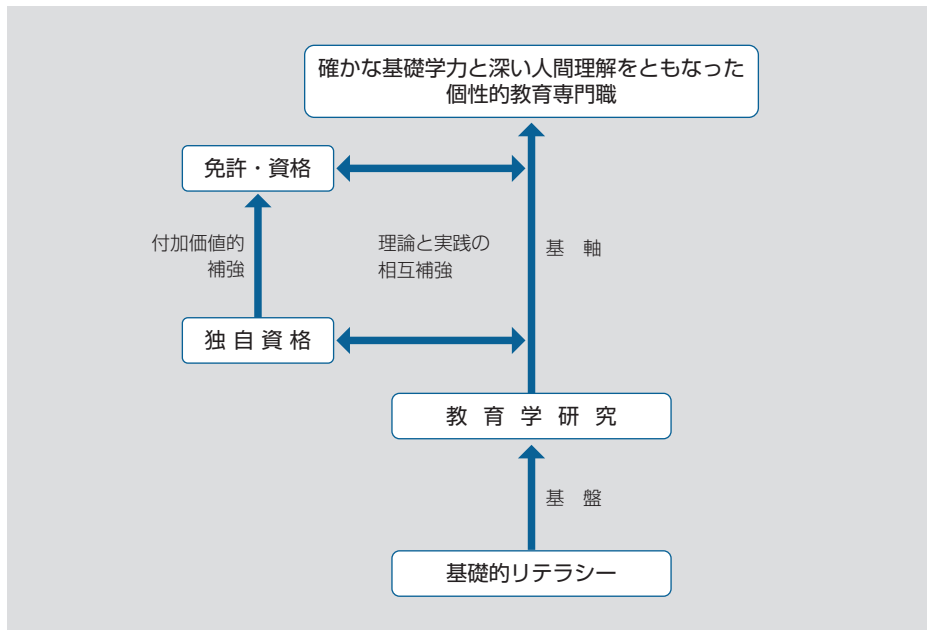 確かな基礎学力と深い人間理解をともなった
個性的教育専門職
免許・資格
付加価値的
補強
理論と実践の
相互補強
基　軸
独 自 資 格
教 育 学 研 究
基　盤
基礎的リテラシー